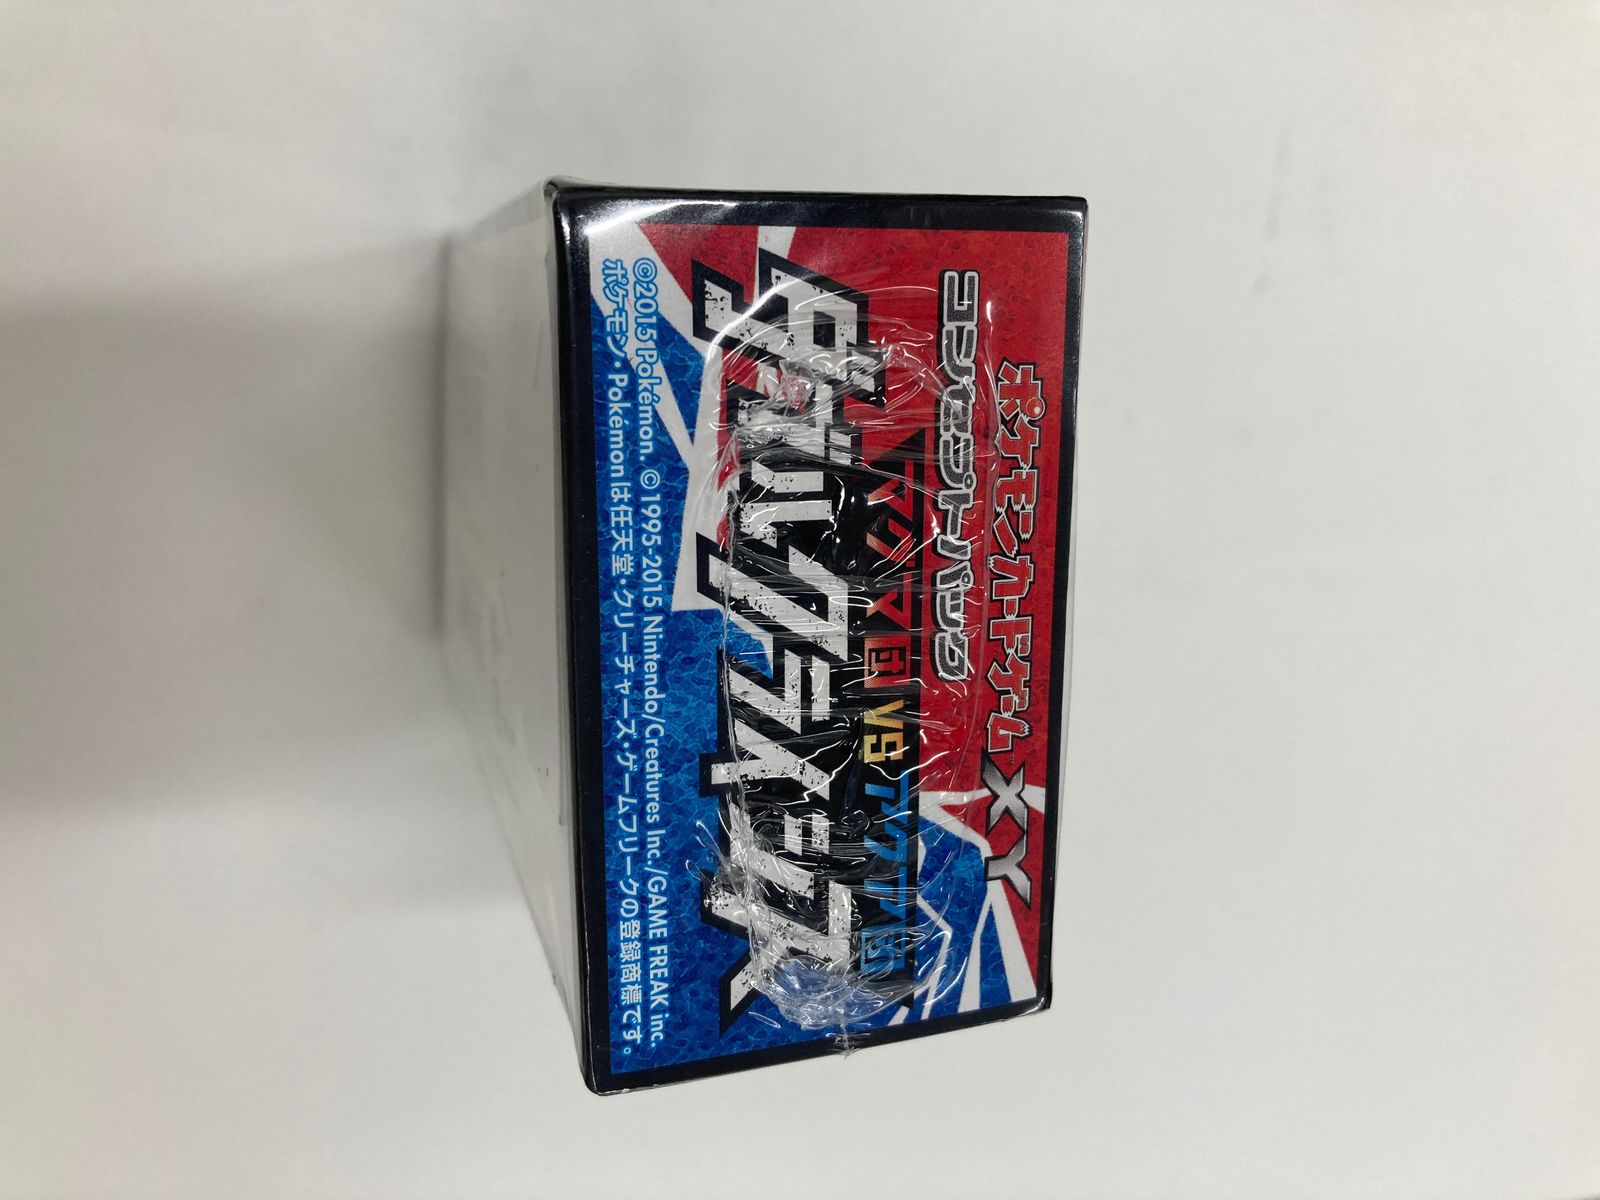 ポケモンカードゲーム XY
コンセプトパック
マグマ団VSアクア団
ダブルクライシス
©2015 Pokémon. ©1995-2015 Nintendo/Creatures Inc./GAME FREAK inc.
ポケモン・Pokémonは任天堂・クリーチャーズ・ゲームフリークの登録商標です。